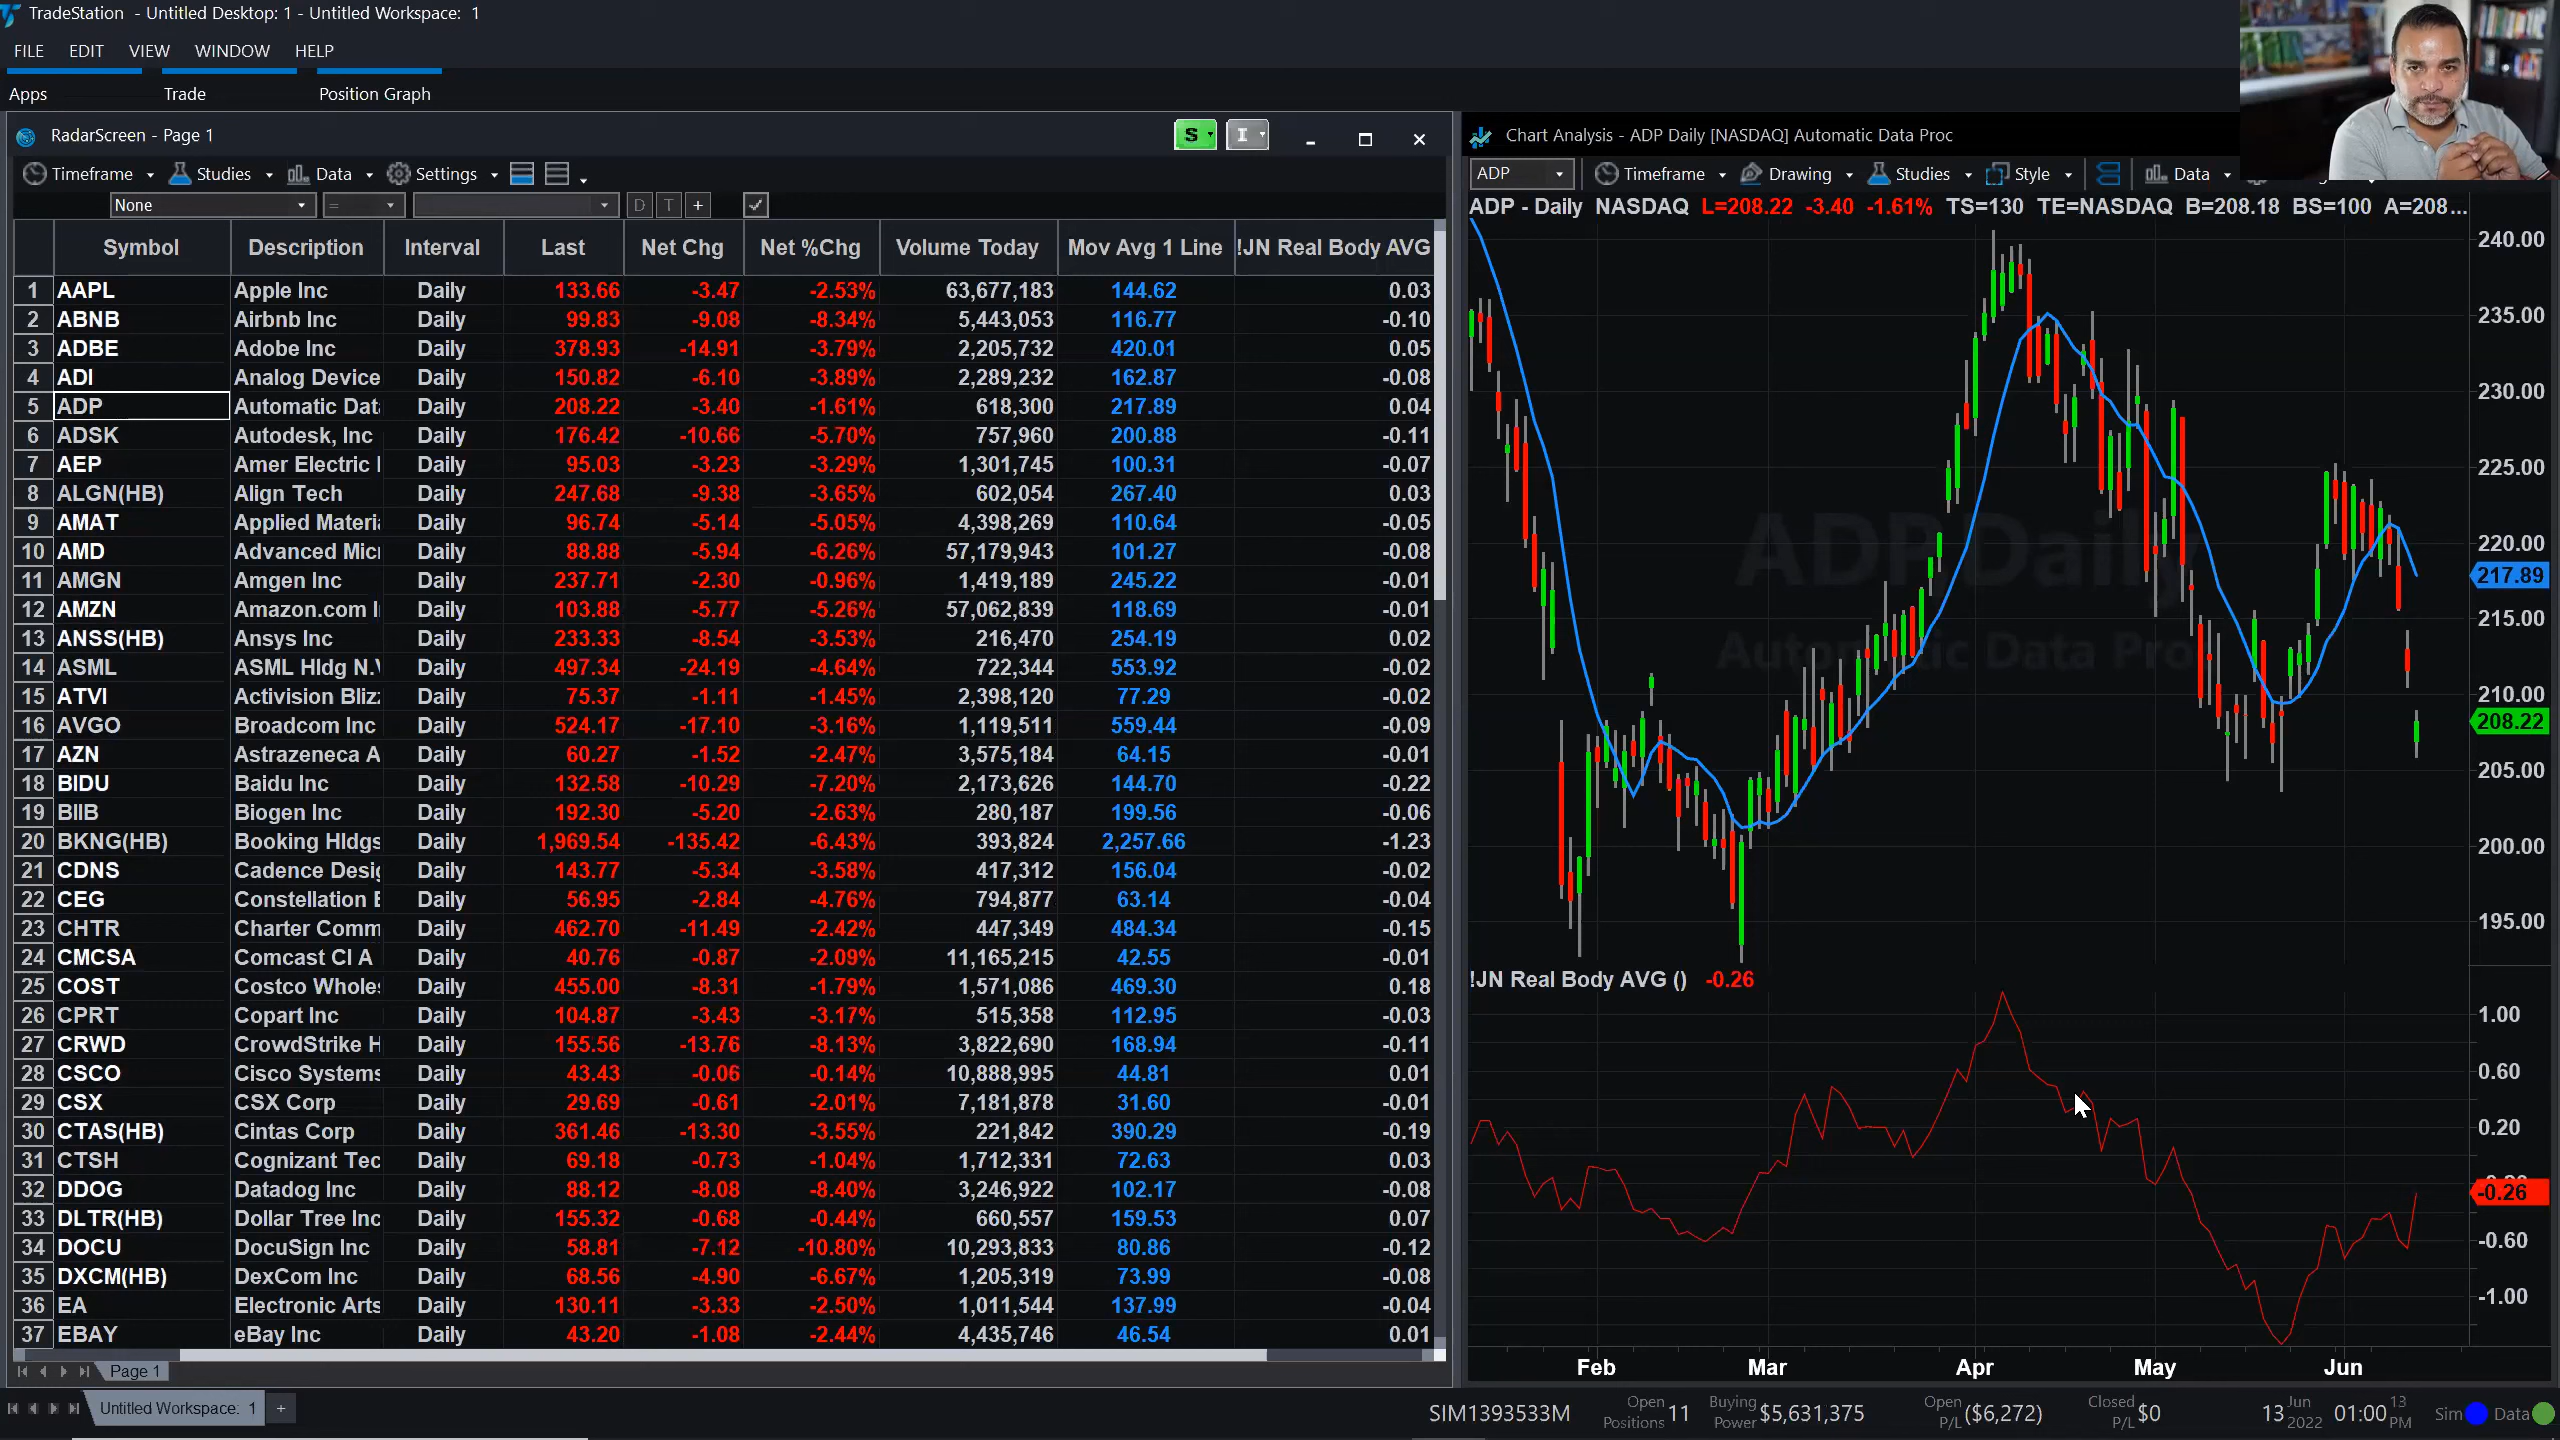 TradeStation - Untitled Desktop: 1 - Untitled Workspace: 1
FILE EDIT VIEW WINDOW HELP
Apps Trade Position Graph
RadarScreen - Page 1 S I
Timeframe Studies Data Settings
None = D T +
Symbol Description Interval Last Net Chg Net %Chg Volume Today Mov Avg 1 Line !JN Real Body AVG
1 AAPL Apple Inc Daily 133.66 -3.47 -2.53% 63,677,183 144.62 0.03
2 ABNB Airbnb Inc Daily 99.83 -9.08 -8.34% 5,443,053 116.77 -0.10
3 ADBE Adobe Inc Daily 378.93 -14.91 -3.79% 2,205,732 420.01 0.05
4 ADI Analog Device Daily 150.82 -6.10 -3.89% 2,289,232 162.87 -0.08
5 ADP Automatic Dat Daily 208.22 -3.40 -1.61% 618,300 217.89 0.04
6 ADSK Autodesk, Inc Daily 176.42 -10.66 -5.70% 757,960 200.88 -0.11
7 AEP Amer Electric Daily 95.03 -3.23 -3.29% 1,301,745 100.31 -0.07
8 ALGN(HB) Align Tech Daily 247.68 -9.38 -3.65% 602,054 267.40 0.03
9 AMAT Applied Materi Daily 96.74 -5.14 -5.05% 4,398,269 110.64 -0.05
10 AMD Advanced Mic Daily 88.88 -5.94 -6.26% 57,179,943 101.27 -0.08
11 AMGN Amgen Inc Daily 237.71 -2.30 -0.96% 1,419,189 245.22 -0.01
12 AMZN Amazon.com I Daily 103.88 -5.77 -5.26% 57,062,839 118.69 -0.01
13 ANSS(HB) Ansys Inc Daily 233.33 -8.54 -3.53% 216,470 254.19 0.02
14 ASML ASML Hldg N.V Daily 497.34 -24.19 -4.64% 722,344 553.92 -0.02
15 ATVI Activision Bliz Daily 75.37 -1.11 -1.45% 2,398,120 77.29 -0.02
16 AVGO Broadcom Inc Daily 524.17 -17.10 -3.16% 1,119,511 559.44 -0.09
17 AZN Astrazeneca A Daily 60.27 -1.52 -2.47% 3,575,184 64.15 -0.01
18 BIDU Baidu Inc Daily 132.58 -10.29 -7.20% 2,173,626 144.70 -0.22
19 BIIB Biogen Inc Daily 192.30 -5.20 -2.63% 280,187 199.56 -0.06
20 BKNG(HB) Booking Hldgs Daily 1,969.54 -135.42 -6.43% 393,824 2,257.66 -1.23
21 CDNS Cadence Desi Daily 143.77 -5.34 -3.58% 417,312 156.04 -0.02
22 CEG Constellation E Daily 56.95 -2.84 -4.76% 794,877 63.14 -0.04
23 CHTR Charter Comm Daily 462.70 -11.49 -2.42% 447,349 484.34 -0.15
24 CMCSA Comcast Cl A Daily 40.76 -0.87 -2.09% 11,165,215 42.55 -0.01
25 COST Costco Whole Daily 455.00 -8.31 -1.79% 1,571,086 469.30 0.18
26 CPRT Copart Inc Daily 104.87 -3.43 -3.17% 515,358 112.95 -0.03
27 CRWD CrowdStrike H Daily 155.56 -13.76 -8.13% 3,822,690 168.94 -0.11
28 CSCO Cisco Systems Daily 43.43 -0.06 -0.14% 10,888,995 44.81 0.01
29 CSX CSX Corp Daily 29.69 -0.61 -2.01% 7,181,878 31.60 -0.01
30 CTAS(HB) Cintas Corp Daily 361.46 -13.30 -3.55% 221,842 390.29 -0.19
31 CTSH Cognizant Tec Daily 69.18 -0.73 -1.04% 1,712,331 72.63 0.03
32 DDOG Datadog Inc Daily 88.12 -8.08 -8.40% 3,246,922 102.17 -0.08
33 DLTR(HB) Dollar Tree Inc Daily 155.32 -0.68 -0.44% 660,557 159.53 0.07
34 DOCU DocuSign Inc Daily 58.81 -7.12 -10.80% 10,293,833 80.86 -0.12
35 DXCM(HB) DexCom Inc Daily 68.56 -4.90 -6.67% 1,205,319 73.99 -0.08
36 EA Electronic Arts Daily 130.11 -3.33 -2.50% 1,011,544 137.99 -0.04
37 EBAY eBay Inc Daily 43.20 -1.08 -2.44% 4,435,746 46.54 0.01
Page 1
Chart Analysis - ADP Daily [NASDAQ] Automatic Data Proc
ADP Timeframe Drawing Studies Style Data
ADP - Daily NASDAQ L=208.22 -3.40 -1.61% TS=130 TE=NASDAQ B=208.18 BS=100 A=208...
240.00
235.00
230.00
225.00
220.00
217.89
215.00
210.00
208.22
205.00
200.00
195.00
ADP Daily
Automatic Data Proc
!JN Real Body AVG () -0.26
1.00
0.60
0.20
-0.26
-0.60
-1.00
Feb Mar Apr May Jun
Untitled Workspace: 1 +
SIM1393533M Open Positions 11 Buying Power $5,631,375 Open P/L ($6,272) Closed P/L $0 13 Jun 2022 01:00 13 PM Sim Data